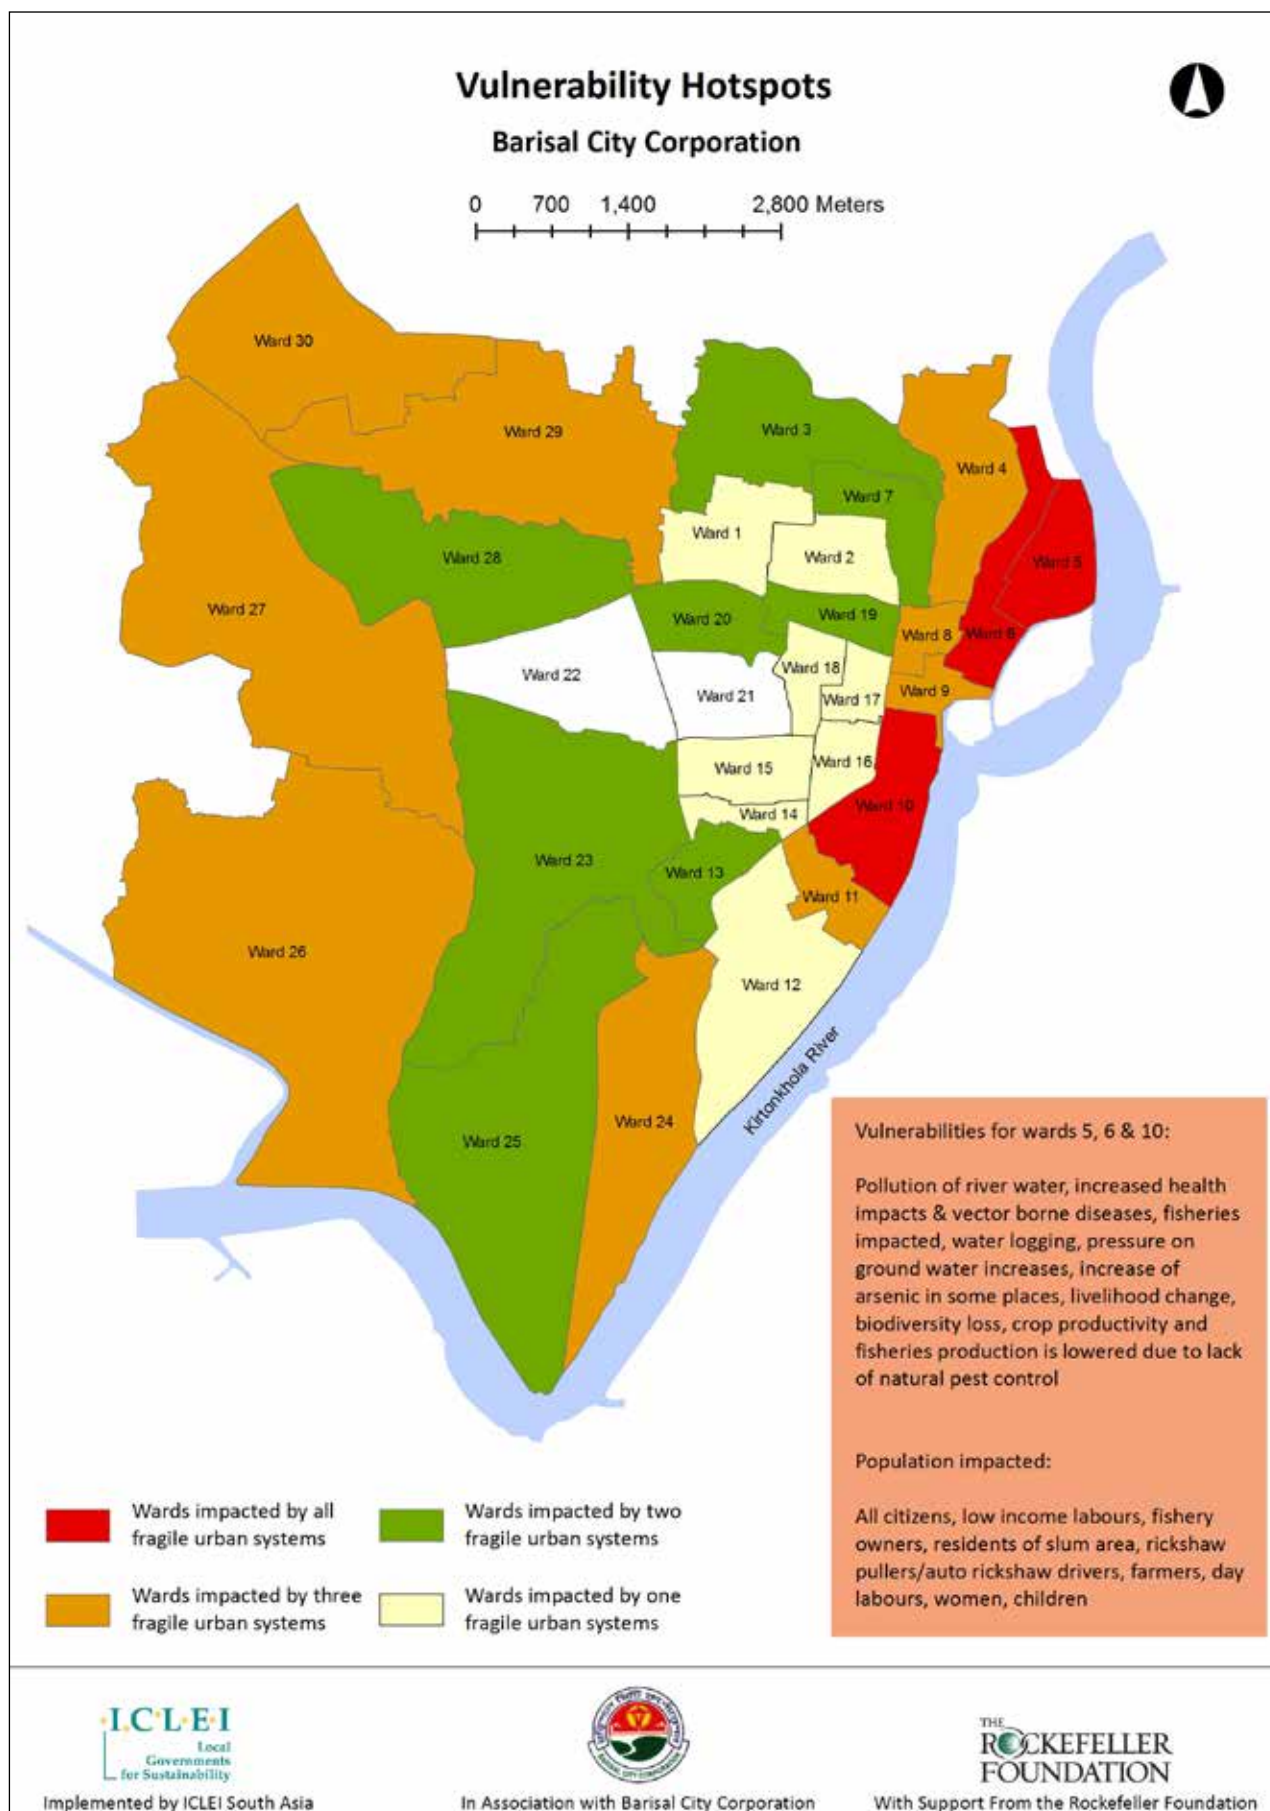 Vulnerability Hotspots
Barisal City Corporation
0 700 1,400 2,800 Meters
Ward 30
Ward 29
Ward 3
Ward 4
Ward 7
Ward 1
Ward 2
Ward 5
Ward 28
Ward 27
Ward 20
Ward 19
Ward 8
Ward 6
Ward 22
Ward 21
Ward 18
Ward 17
Ward 9
Ward 15
Ward 16
Ward 14
Ward 10
Ward 23
Ward 13
Ward 11
Ward 26
Ward 12
Kirtonkhola River
Ward 24
Ward 25
Vulnerabilities for wards 5, 6 & 10:
Pollution of river water, increased health
impacts & vector borne diseases, fisheries
impacted, water logging, pressure on
ground water increases, increase of
arsenic in some places, livelihood change,
biodiversity loss, crop productivity and
fisheries production is lowered due to lack
of natural pest control
Population impacted:
All citizens, low income labours, fishery
owners, residents of slum area, rickshaw
pullers/auto rickshaw drivers, farmers, day
labours, women, children
Wards impacted by all
fragile urban systems
Wards impacted by two
fragile urban systems
Wards impacted by three
fragile urban systems
Wards impacted by one
fragile urban systems
I.C.L.E.I
Local
Governments
for Sustainability
Implemented by ICLEI South Asia
BARISAL CITY CORPORATION
In Association with Barisal City Corporation
THE
ROCKEFELLER
FOUNDATION
With Support From the Rockefeller Foundation